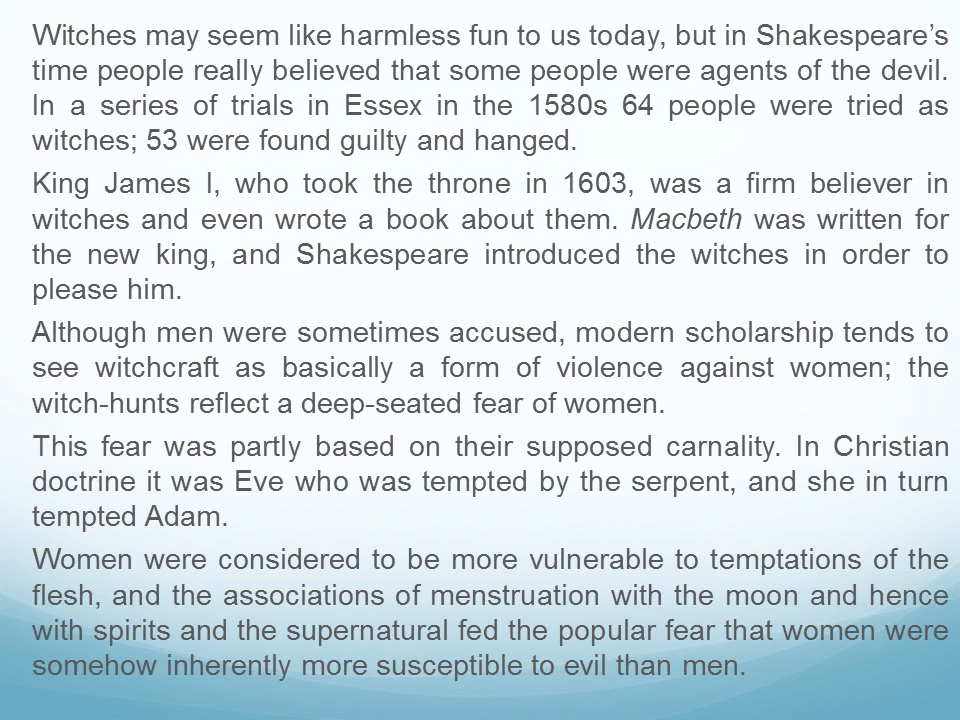 Witches may seem like harmless fun to us today, but in Shakespeare’s
time people really believed that some people were agents of the devil.
In a series of trials in Essex in the 1580s 64 people were tried as
witches; 53 were found guilty and hanged.
King James I, who took the throne in 1603, was a firm believer in
witches and even wrote a book about them. Macbeth was written for
the new king, and Shakespeare introduced the witches in order to
please him.
Although men were sometimes accused, modern scholarship tends to
see witchcraft as basically a form of violence against women; the
witch-hunts reflect a deep-seated fear of women.
This fear was partly based on their supposed carnality. In Christian
doctrine it was Eve who was tempted by the serpent, and she in turn
tempted Adam.
Women were considered to be more vulnerable to temptations of the
flesh, and the associations of menstruation with the moon and hence
with spirits and the supernatural fed the popular fear that women were
somehow inherently more susceptible to evil than men.